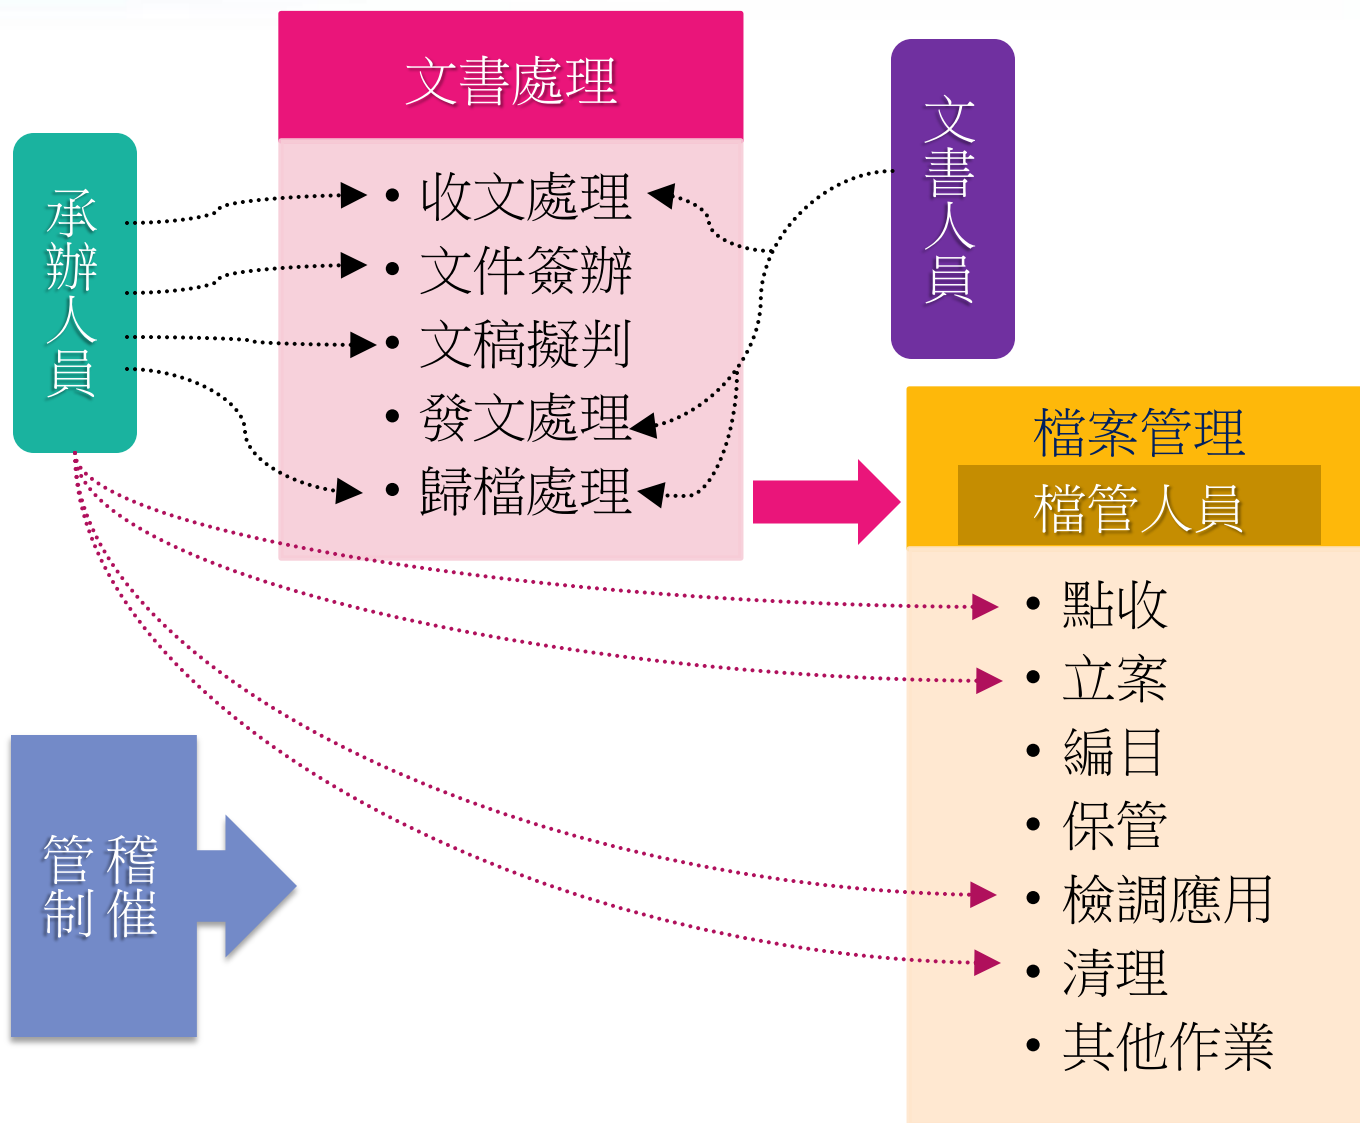 文書處理
• 收文處理
• 文件簽辦
• 文稿擬判
• 發文處理
• 歸檔處理
承辦人員
文書人員
檔案管理
檔管人員
• 點收
• 立案
• 編目
• 保管
• 檢調應用
• 清理
• 其他作業
稽催
管制